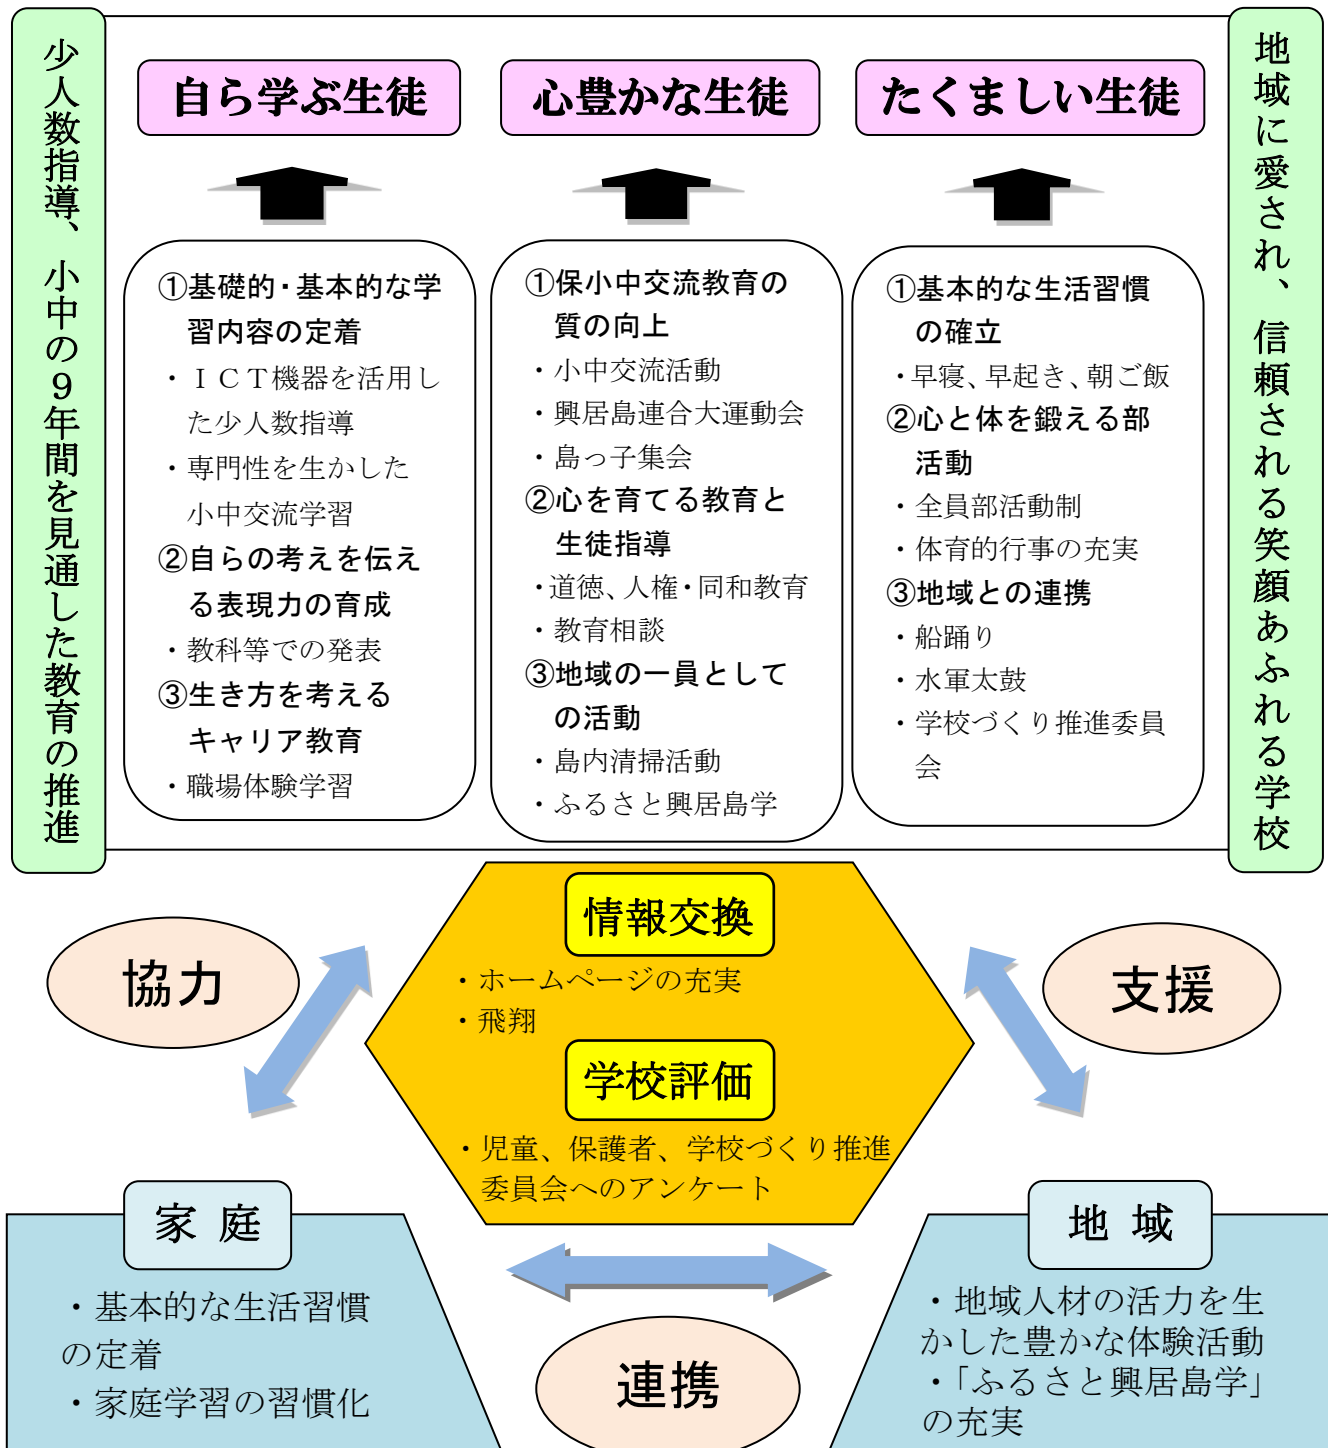 少人数指導、小中の９年間を見通した教育の推進
地域に愛され、信頼される笑顔あふれる学校
自ら学ぶ生徒
①基礎的・基本的な学
習内容の定着
・ＩＣＴ機器を活用し
た少人数指導
・専門性を生かした
小中交流学習
②自らの考えを伝え
る表現力の育成
・教科等での発表
③生き方を考える
キャリア教育
・職場体験学習
心豊かな生徒
①保小中交流教育の
質の向上
・小中交流活動
・興居島連合大運動会
・島っ子集会
②心を育てる教育と
生徒指導
・道徳、人権・同和教育
・教育相談
③地域の一員として
の活動
・島内清掃活動
・ふるさと興居島学
たくましい生徒
①基本的な生活習慣
の確立
・早寝、早起き、朝ご飯
②心と体を鍛える部
活動
・全員部活動制
・体育的行事の充実
③地域との連携
・船踊り
・水軍太鼓
・学校づくり推進委員
会
協力
情報交換
・ホームページの充実
・飛翔
学校評価
・児童、保護者、学校づくり推進
委員会へのアンケート
支援
家 庭
・基本的な生活習慣
の定着
・家庭学習の習慣化
連携
地 域
・地域人材の活力を生
かした豊かな体験活動
・「ふるさと興居島学」
の充実